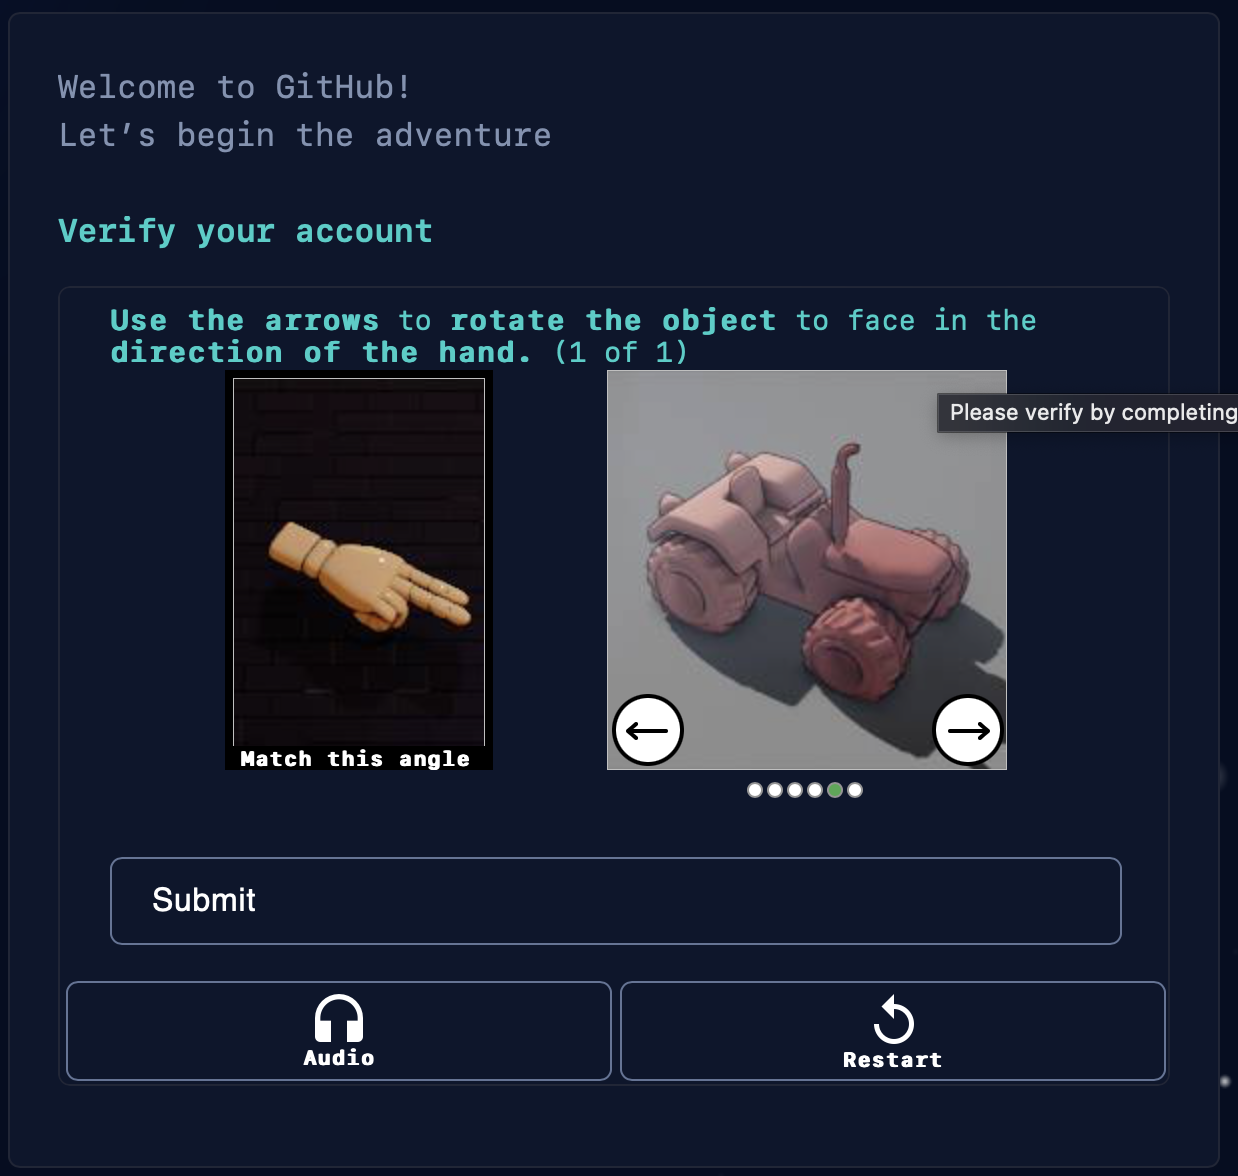 Welcome to GitHub!
Let’s begin the adventure
Verify your account
Use the arrows to rotate the object to face in the
direction of the hand. (1 of 1)
Please verify by completing
Match this angle
Submit
Audio
Restart